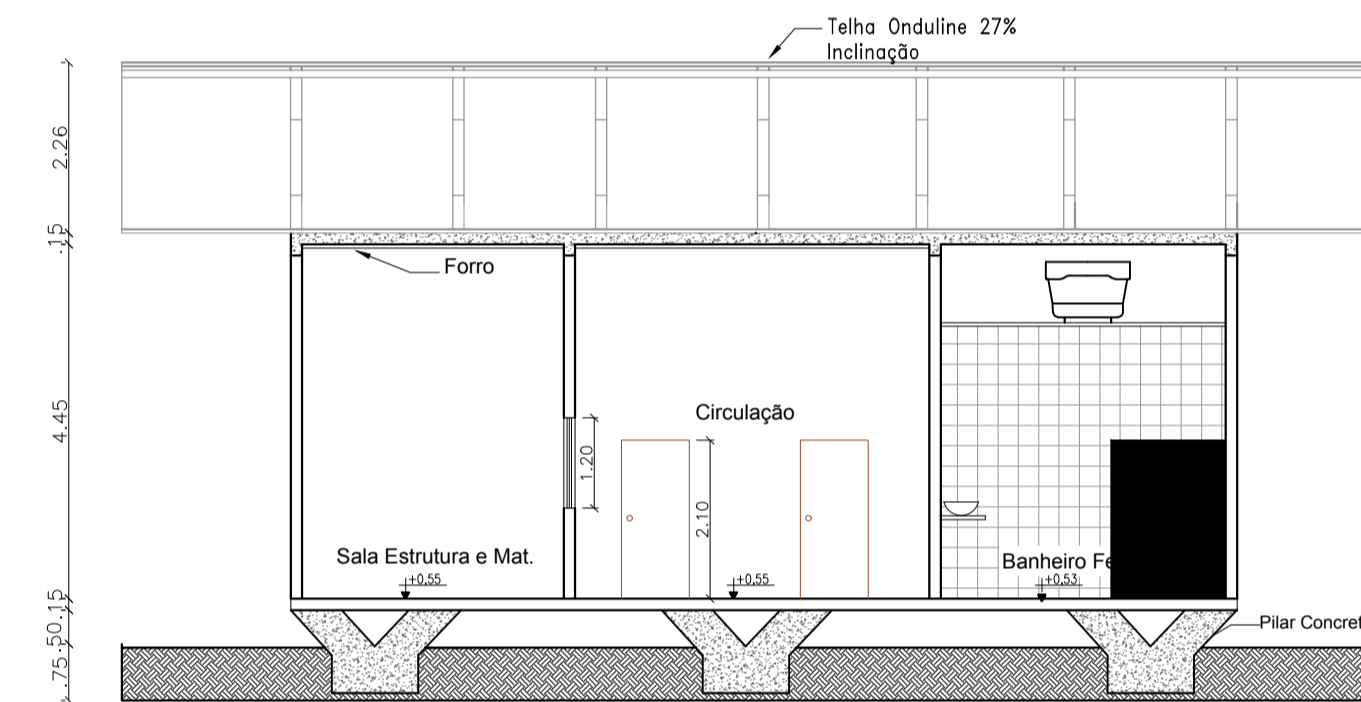 Telha Onduline 27%
Inclinação
2.26
.15
Forro
4.45
Circulação
1.20
2.10
Sala Estrutura e Mat.
+0.55
+0.55
Banheiro Fe
+0.53
.15
.50
.75
Pilar Concret